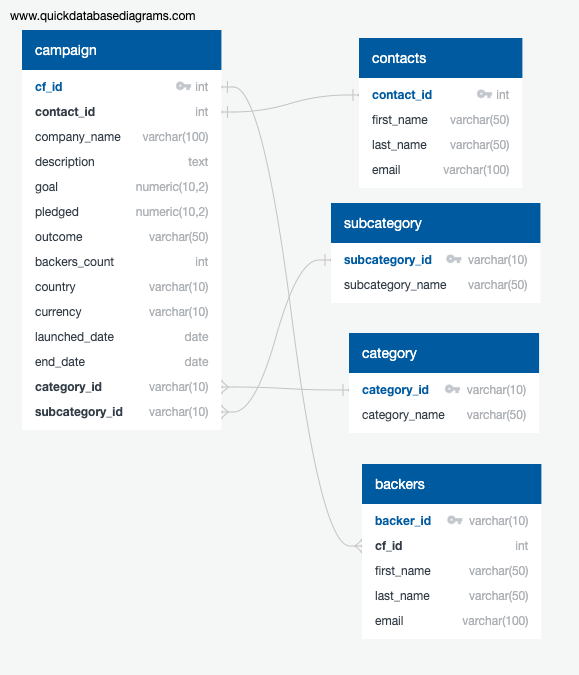 www.quickdatabasediagrams.com
campaign
cf_id int
contact_id int
company_name varchar(100)
description text
goal numeric(10,2)
pledged numeric(10,2)
outcome varchar(50)
backers_count int
country varchar(10)
currency varchar(10)
launched_date date
end_date date
category_id varchar(10)
subcategory_id varchar(10)
contacts
contact_id int
first_name varchar(50)
last_name varchar(50)
email varchar(100)
subcategory
subcategory_id varchar(10)
subcategory_name varchar(50)
category
category_id varchar(10)
category_name varchar(50)
backers
backer_id varchar(10)
cf_id int
first_name varchar(50)
last_name varchar(50)
email varchar(100)